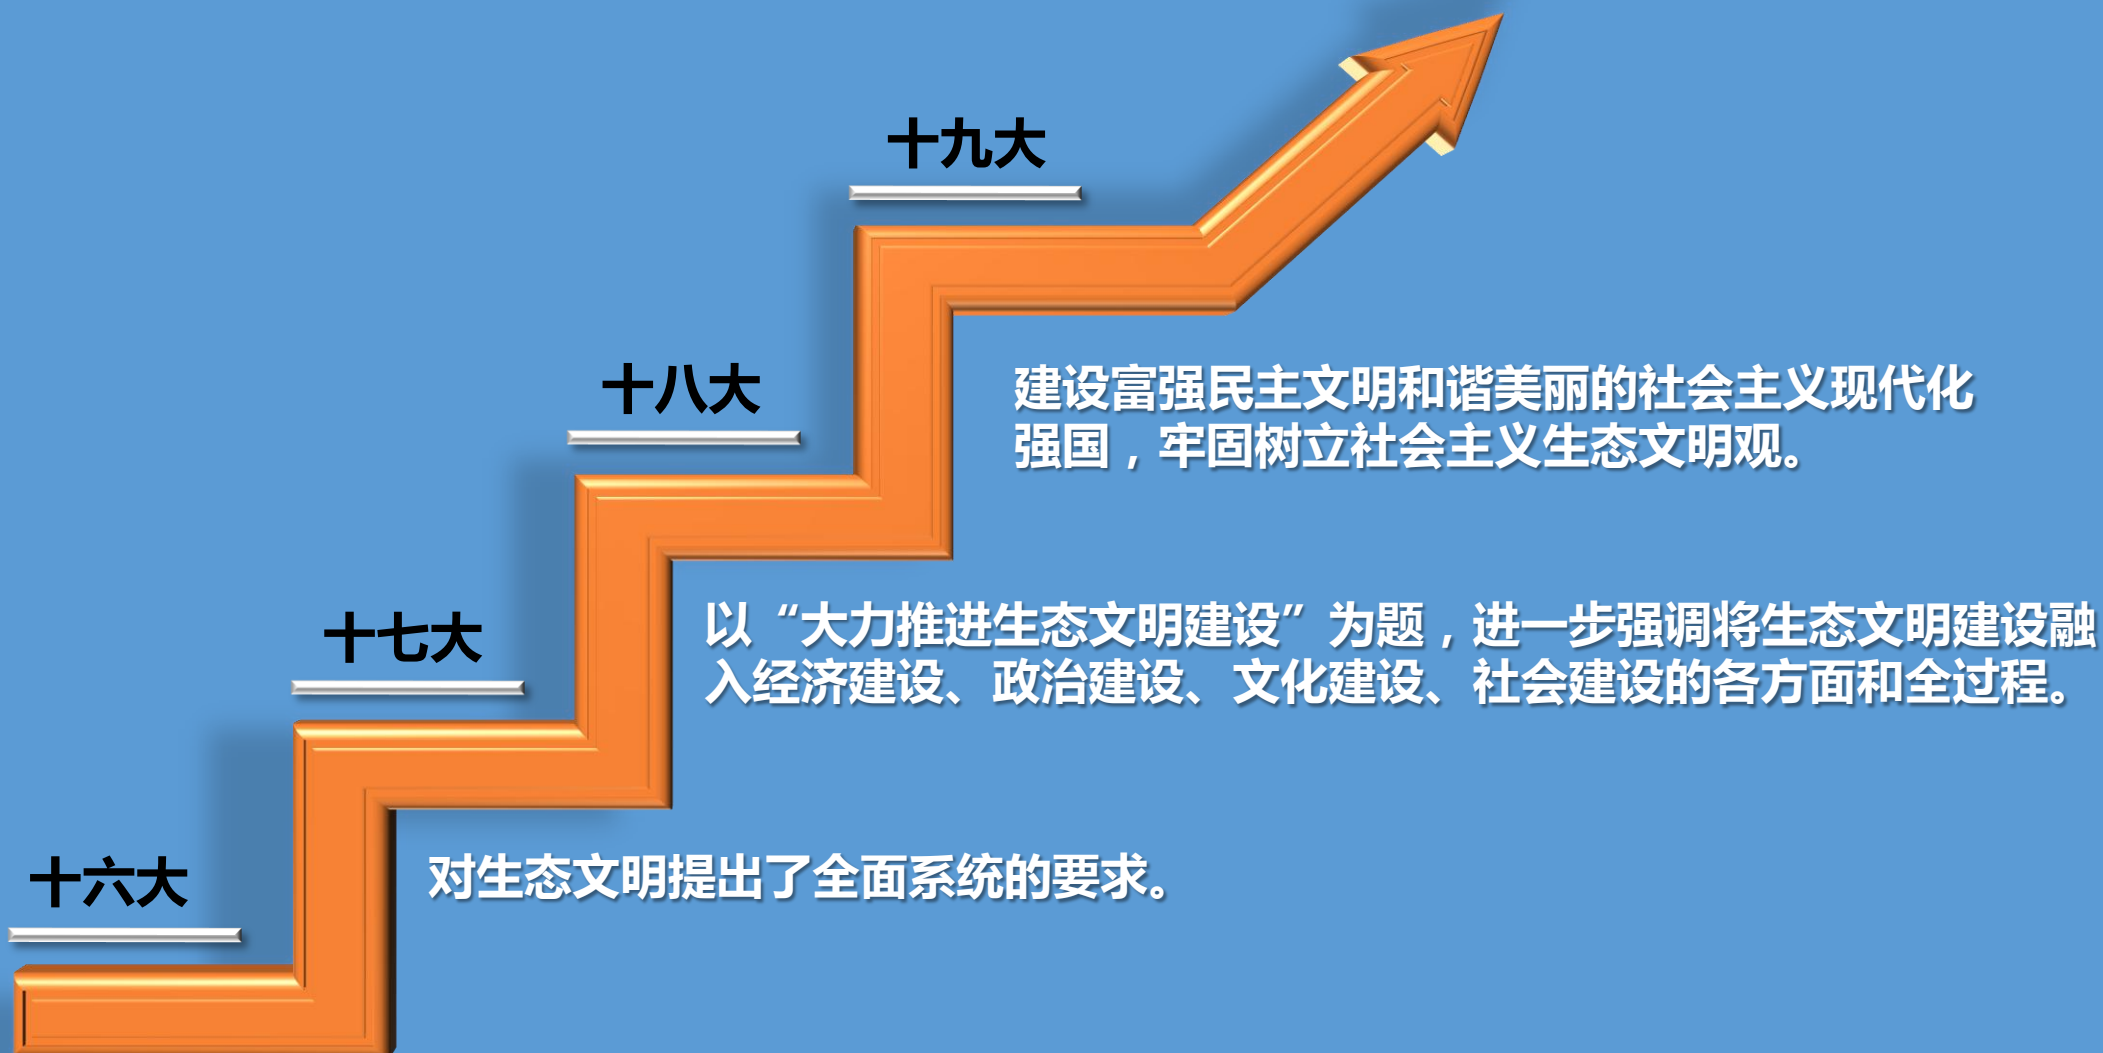 十九大
建设富强民主文明和谐美丽的社会主义现代化
强国，牢固树立社会主义生态文明观。
十八大
以“大力推进生态文明建设”为题，进一步强调将生态文明建设融
入经济建设、政治建设、文化建设、社会建设的各方面和全过程。
十七大
对生态文明提出了全面系统的要求。
十六大